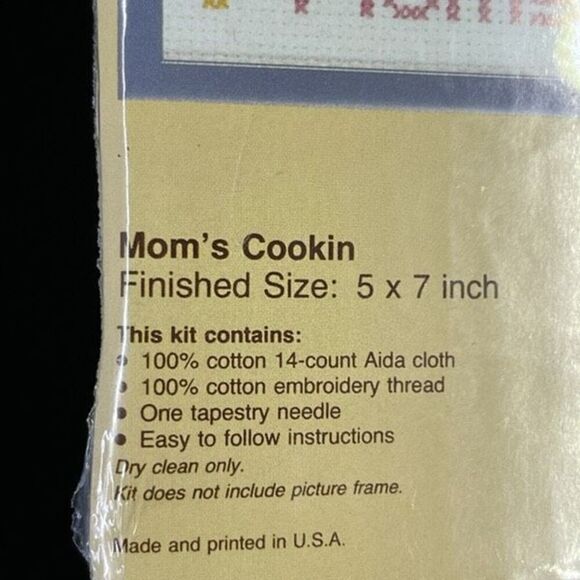 Mom's Cookin
Finished Size: 5 x 7 inch
This kit contains:
• 100% cotton 14-count Aida cloth
• 100% cotton embroidery thread
• One tapestry needle
• Easy to follow instructions
Dry clean only.
Kit does not include picture frame.
Made and printed in U.S.A.